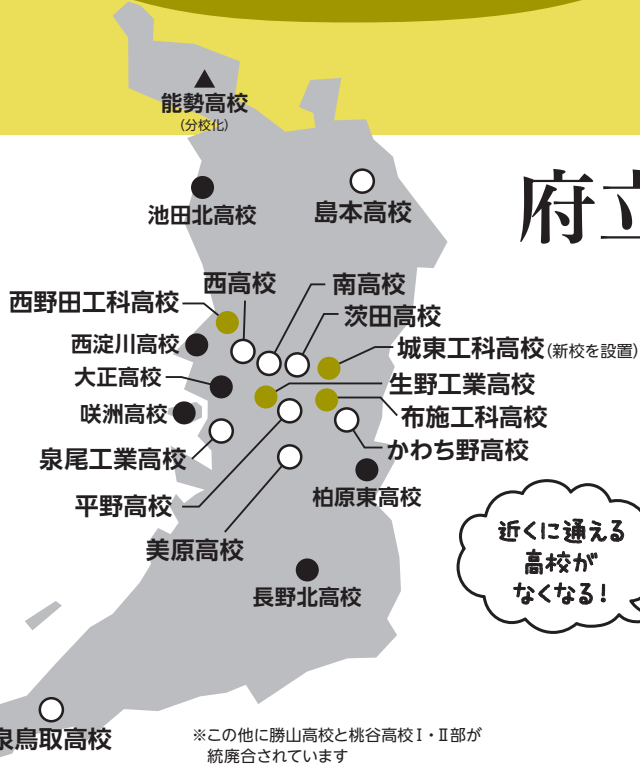 能勢高校
(分校化)
府立
池田北高校
島本高校
西高校
南高校
西野田工科高校
茨田高校
西淀川高校
城東工科高校(新校を設置)
大正高校
生野工業高校
咲洲高校
布施工科高校
泉尾工業高校
かわち野高校
平野高校
柏原東高校
美原高校
長野北高校
近くに通える
高校が
なくなる!
泉鳥取高校
※この他に勝山高校と桃谷高校Ⅰ・Ⅱ部が
統廃合されています